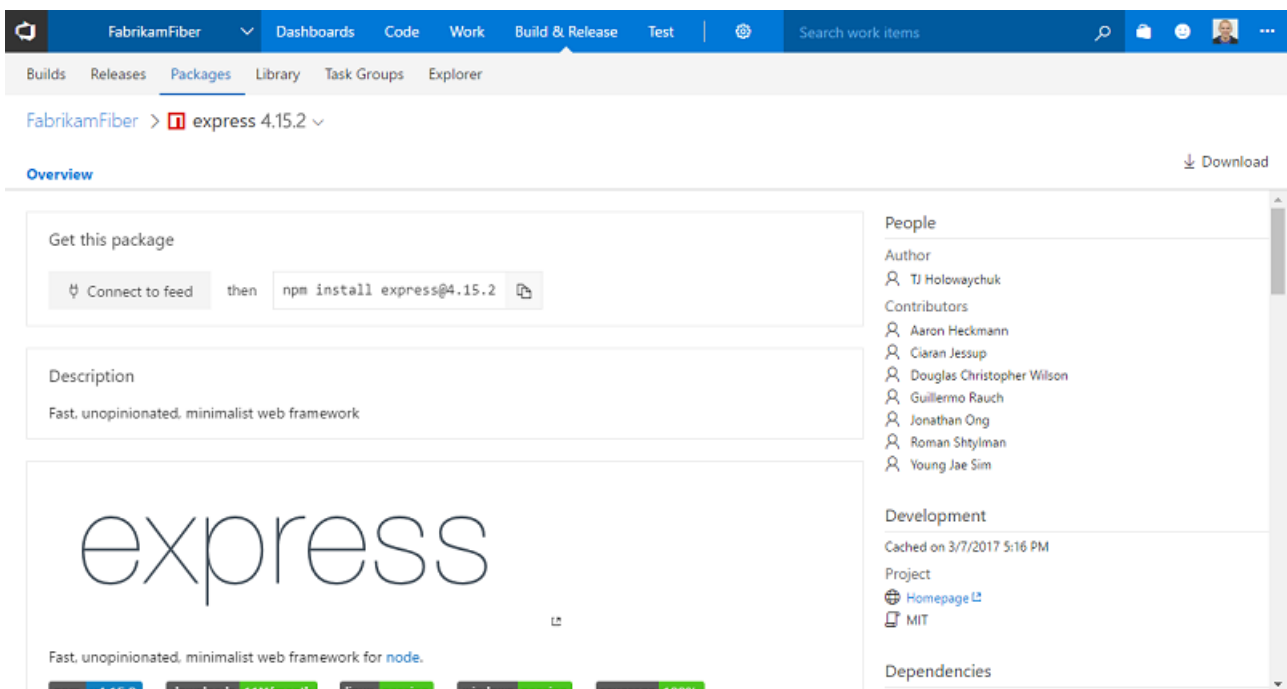 FabrikamFiber Dashboards Code Work Build & Release Test Search work items
Builds Releases Packages Library Task Groups Explorer
FabrikamFiber > express 4.15.2
Download
Overview
Get this package
Connect to feed then npm install express@4.15.2
Description
Fast, unopinionated, minimalist web framework
express
Fast, unopinionated, minimalist web framework for node.
People
Author
TJ Holowaychuk
Contributors
Aaron Heckmann
Ciaran Jessup
Douglas Christopher Wilson
Guillermo Rauch
Jonathan Ong
Roman Shtylman
Young Jae Sim
Development
Cached on 3/7/2017 5:16 PM
Project
Homepage
MIT
Dependencies